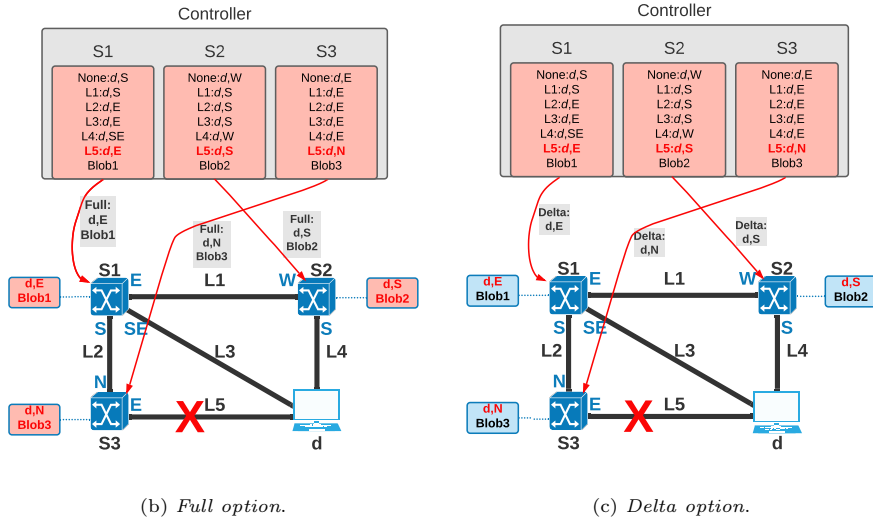 Controller
S1
S2
S3
None:d,S
L1:d,S
L2:d,E
L3:d,E
L4:d,SE
L5:d,E
Blob1
None:d,W
L1:d,S
L2:d,S
L3:d,S
L4:d,W
L5:d,S
Blob2
None:d,E
L1:d,E
L2:d,E
L3:d,E
L4:d,E
L5:d,N
Blob3
Full:
d,E
Blob1
Full:
d,N
Blob3
Full:
d,S
Blob2
S1
E
L1
W
S2
d,E
Blob1
d,S
Blob2
S
SE
S
L2
L3
L4
N
d,N
Blob3
E
L5
S3
d
(b) Full option.
Controller
S1
S2
S3
None:d,S
L1:d,S
L2:d,E
L3:d,E
L4:d,SE
L5:d,E
Blob1
None:d,W
L1:d,S
L2:d,S
L3:d,S
L4:d,W
L5:d,S
Blob2
None:d,E
L1:d,E
L2:d,E
L3:d,E
L4:d,E
L5:d,N
Blob3
Delta:
d,E
Delta:
d,N
Delta:
d,S
S1
E
L1
W
S2
d,E
Blob1
d,S
Blob2
S
SE
S
L2
L3
L4
N
d,N
Blob3
E
L5
S3
d
(c) Delta option.